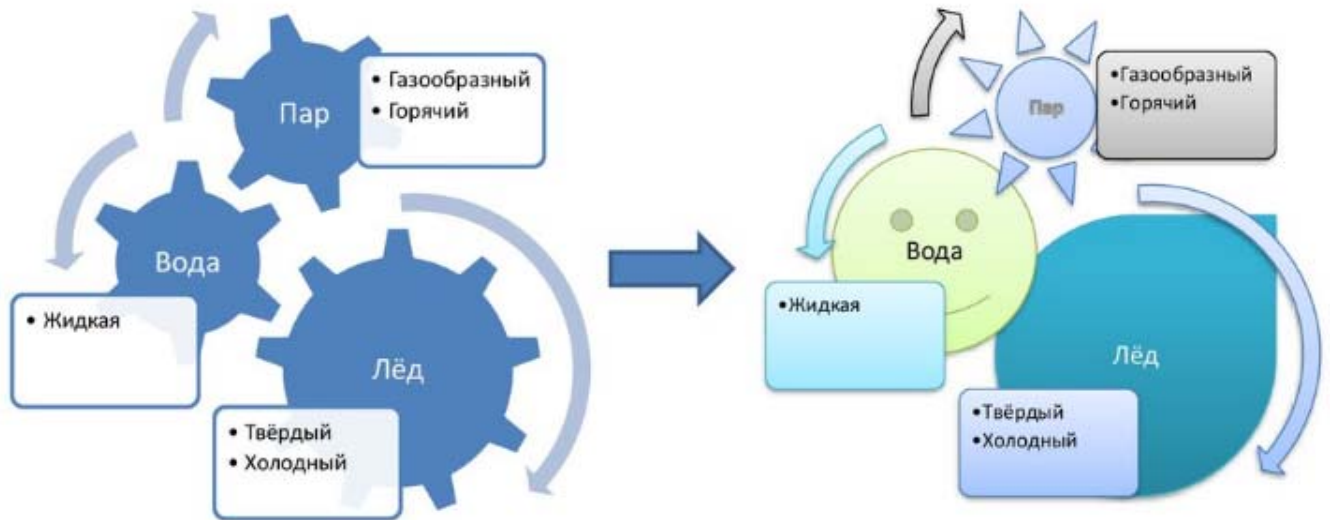 Пар
• Газообразный
• Горячий
Вода
• Жидкая
Лёд
• Твёрдый
• Холодный
Пар
•Газообразный
•Горячий
Вода
•Жидкая
Лёд
•Твёрдый
•Холодный